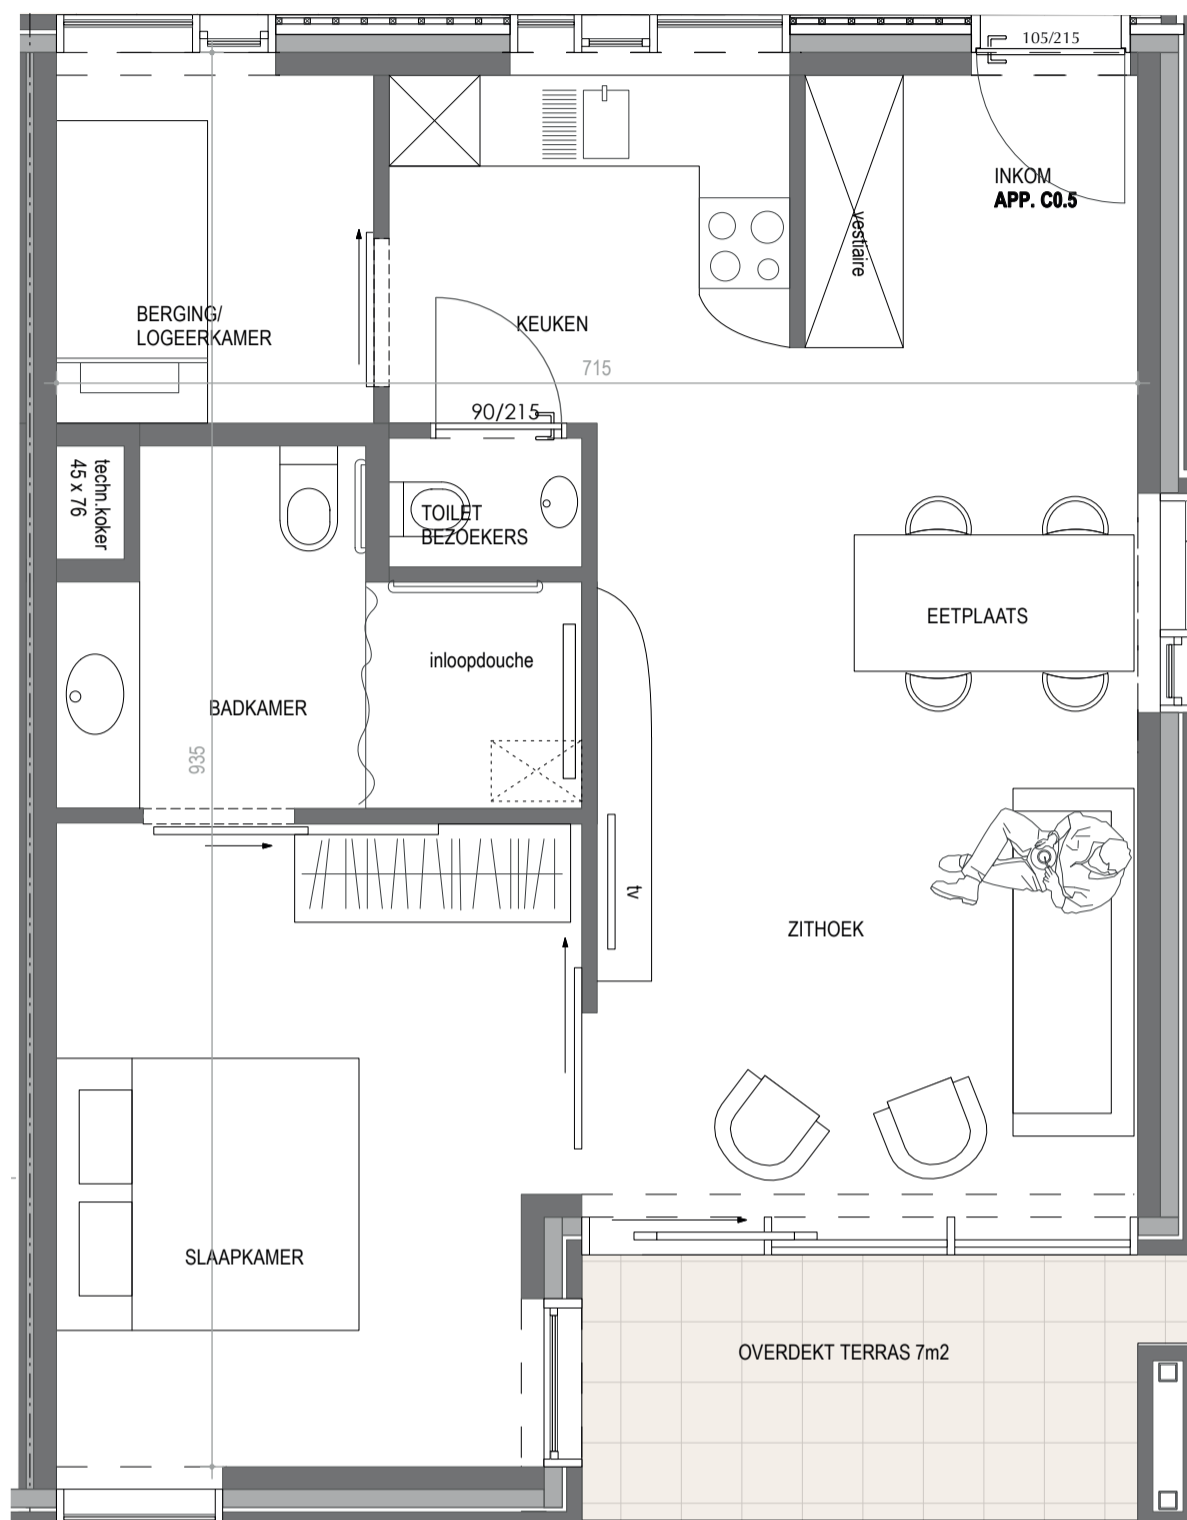 105/215
INKOM
APP. C0.5
vestiaire
BERGING/
LOGEERKAMER
KEUKEN
715
90/215
techn.koker
45 x 76
TOILET
BEZOEKERS
EETPLAATS
inloopdouche
BADKAMER
935
tv
ZITHOEK
SLAAPKAMER
OVERDEKT TERRAS 7m2